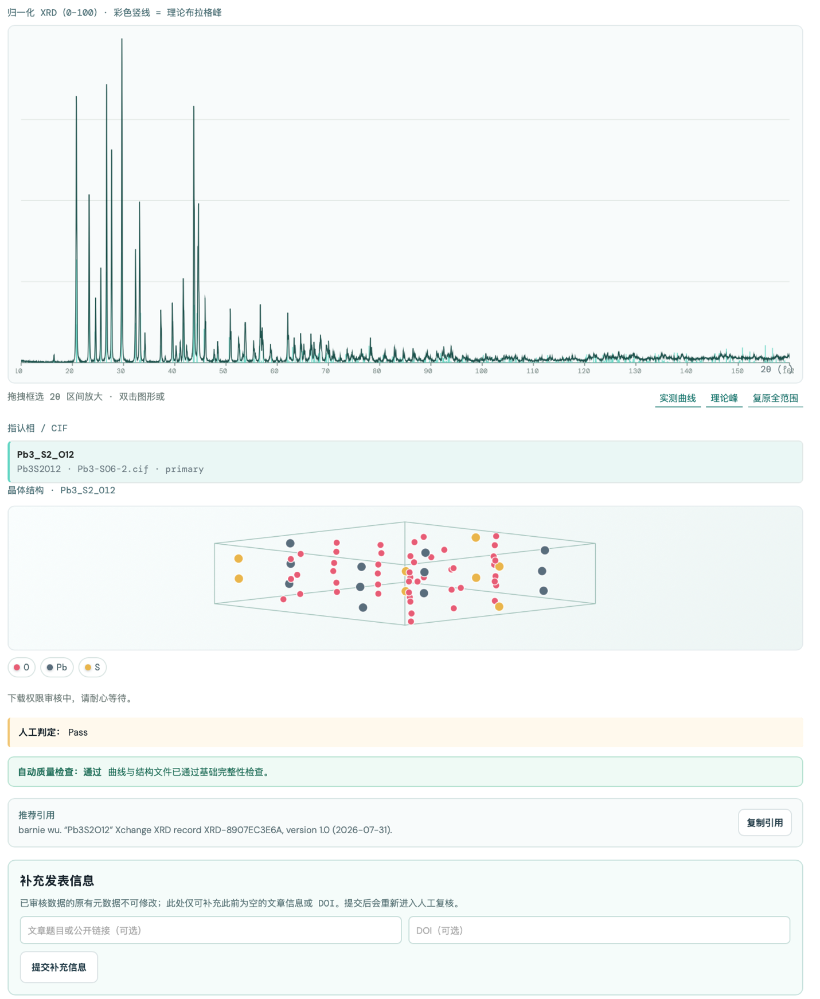 归一化 XRD (0-100) · 彩色竖线 = 理论布拉格峰
10 20 30 40 50 60 70 80 90 100 110 120 130 140 150 160
2θ (°)
拖拽框选 2θ 区间放大 · 双击图形或
实测曲线 理论峰 复原全范围
指认相 / CIF
Pb3_S2_O12
Pb3S2O12 · Pb3-SO6-2.cif · primary
晶体结构 · Pb3_S2_O12
O Pb S
下载权限审核中，请耐心等待。
人工判定： Pass
自动质量检查：通过 曲线与结构文件已通过基础完整性检查。
推荐引用
barnie wu. “Pb3S2O12” Xchange XRD record XRD-8907EC3E6A, version 1.0 (2026-07-31).
复制引用
补充发表信息
已审核数据的原有元数据不可修改；此处仅可补充此前为空的文章信息或 DOI。提交后会重新进入人工复核。
文章题目或公开链接（可选） DOI（可选）
提交补充信息